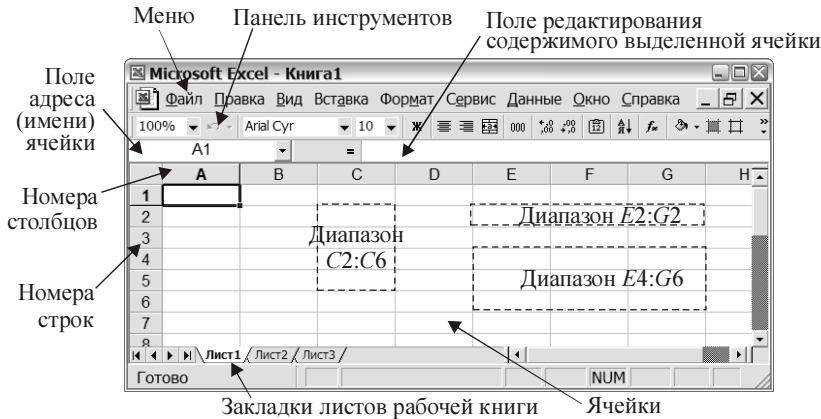 Меню
Панель инструментов
Поле редактирования
содержимого выделенной ячейки
Поле
адреса
(имени)
ячейки
Microsoft Excel - Книга1
Файл Правка Вид Вставка Формат Сервис Данные Окно Справка
100% Arial Cyr 10 Ж 000
A1 =
A B C D E F G H
Номера
столбцов
1
2 Диапазон E2:G2
3 Диапазон
4 C2:C6
5 Диапазон E4:G6
6
7
8
Номера
строк
Лист1 Лист2 Лист3
Готово NUM
Закладки листов рабочей книги
Ячейки